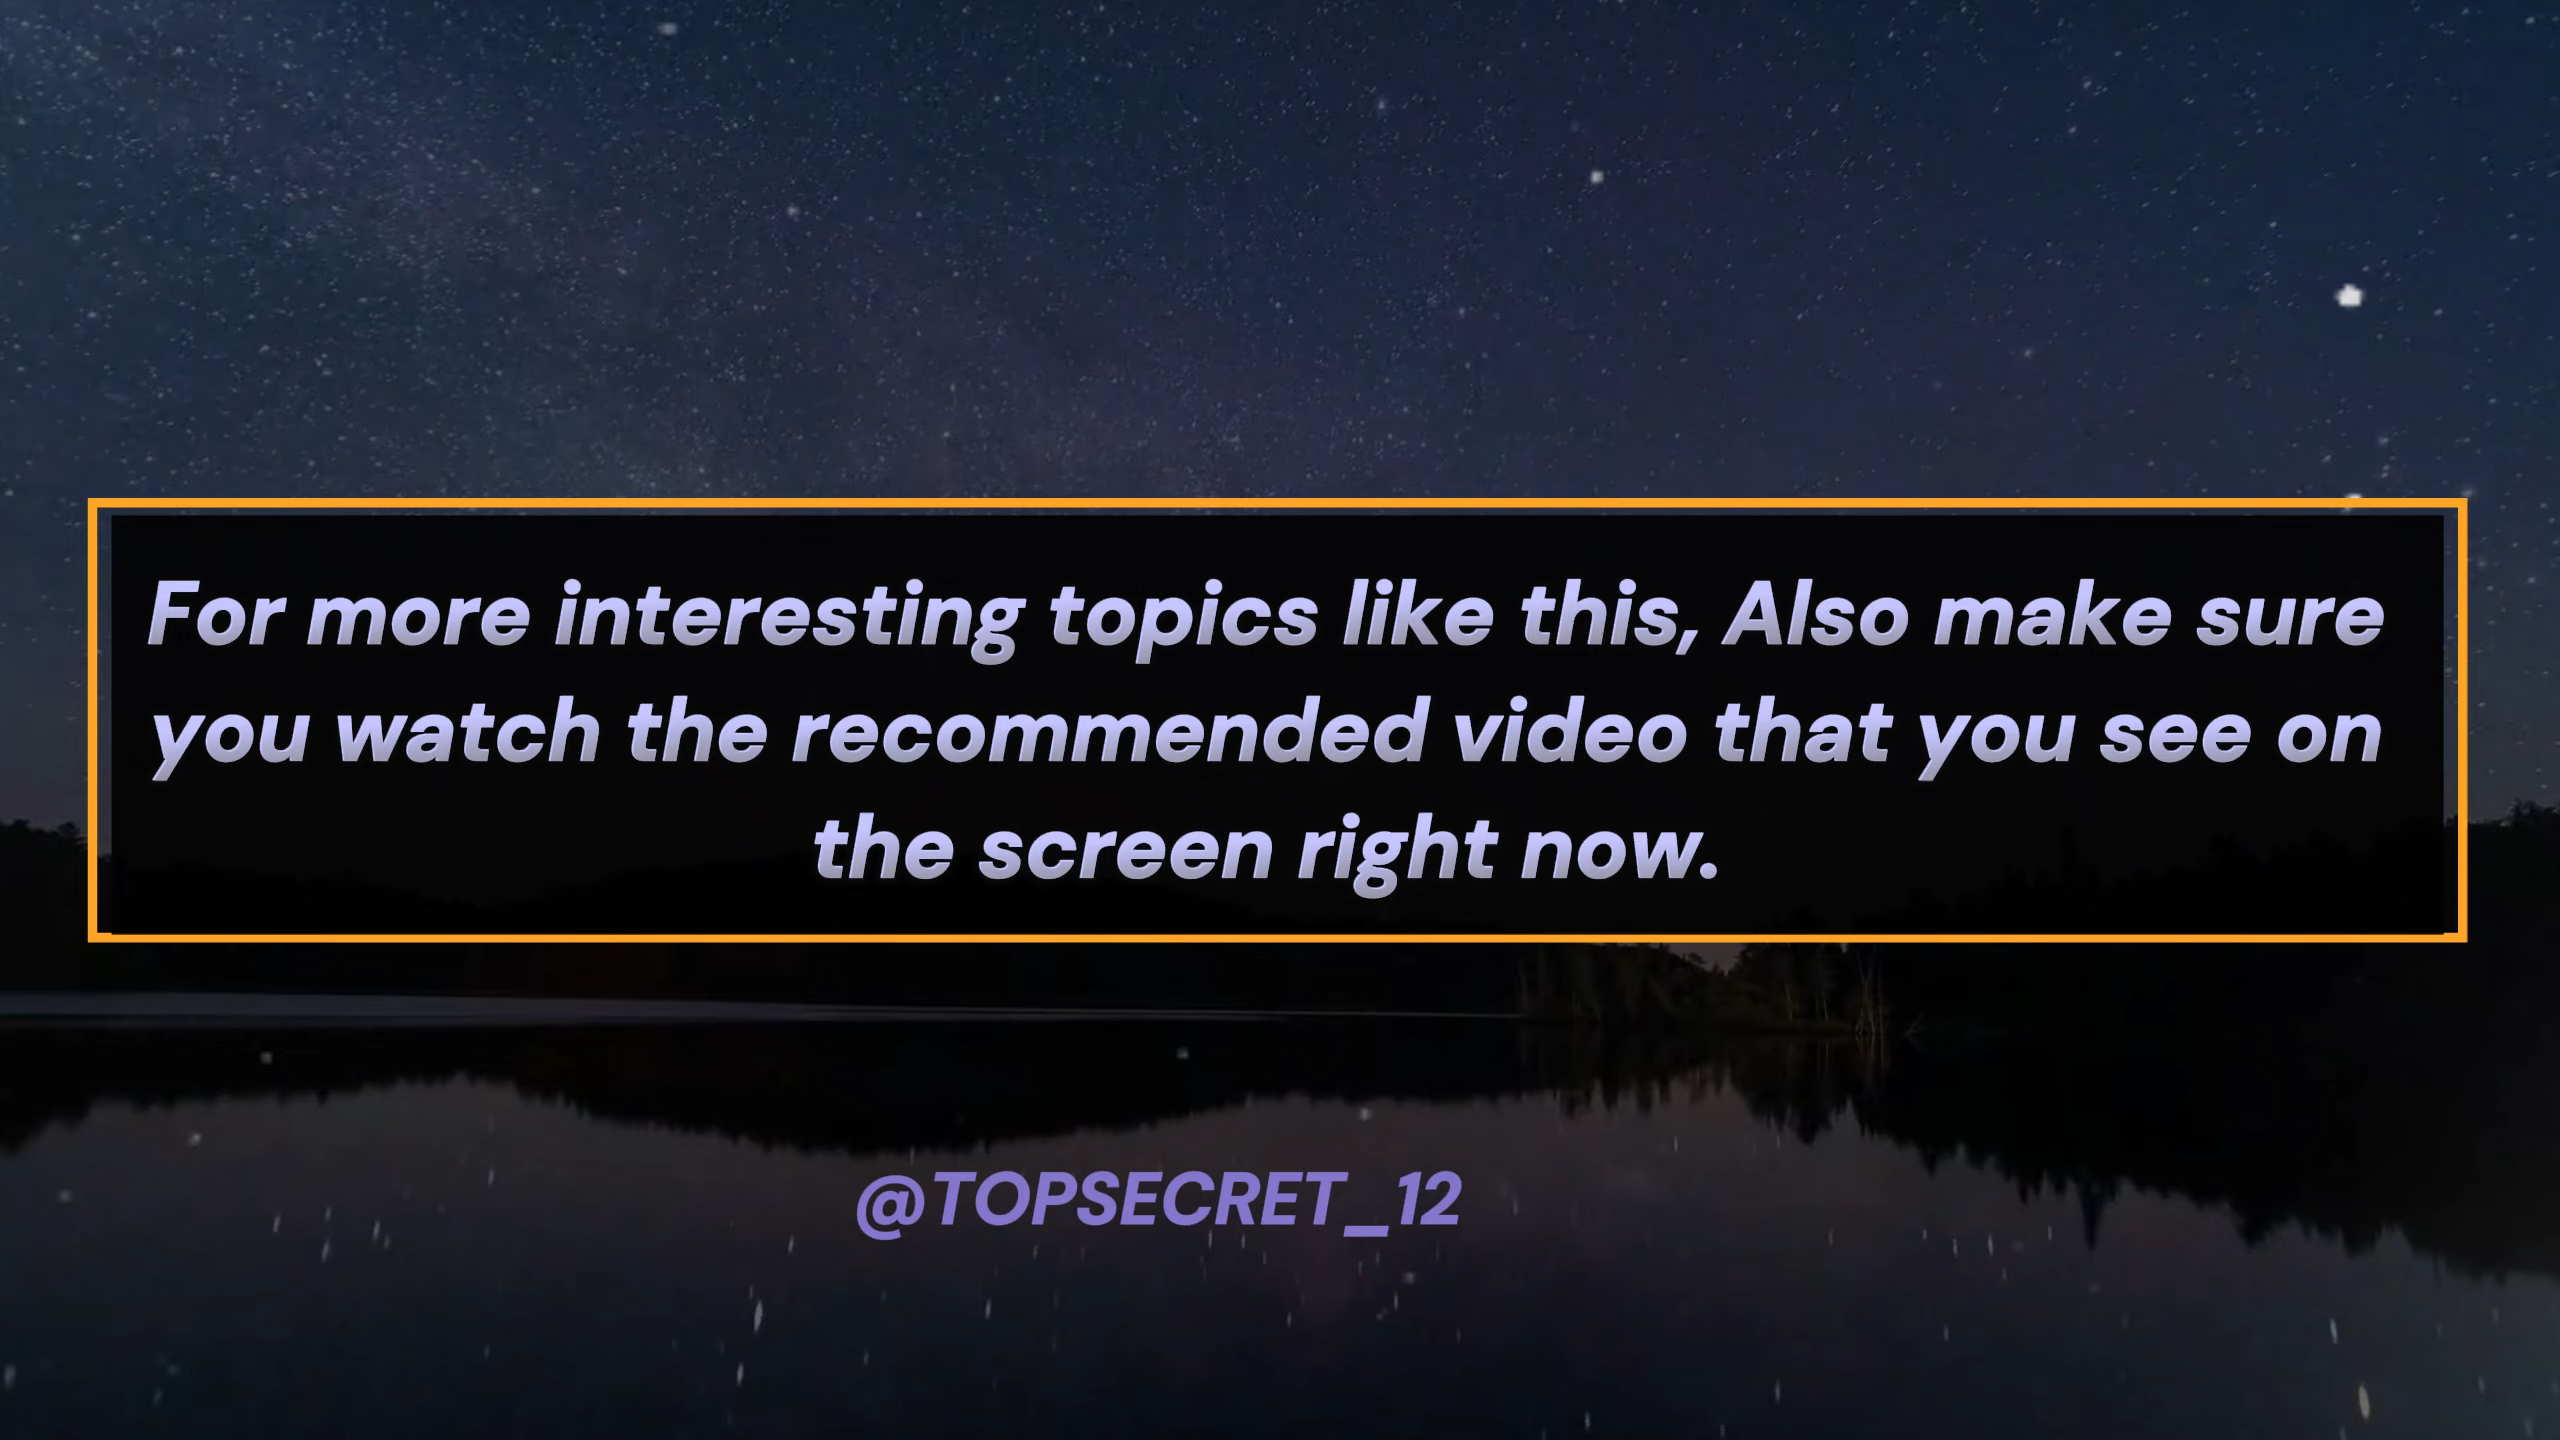 For more interesting topics like this, Also make sure
you watch the recommended video that you see on
the screen right now.
@TOPSECRET_12